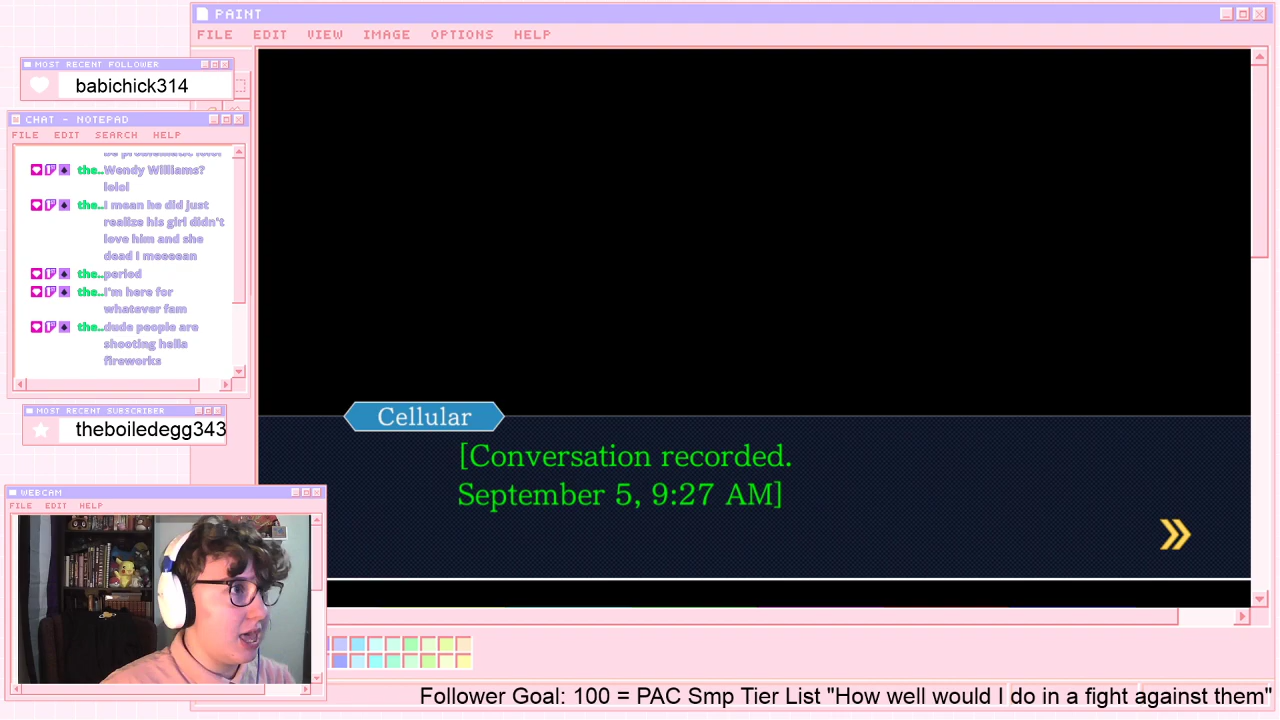 PAINT
FILE EDIT VIEW IMAGE OPTIONS HELP
MOST RECENT FOLLOWER
babichick314
CHAT - NOTEPAD
FILE EDIT SEARCH HELP
the..Wendy Williams?
lolol
the..I mean he did just
realize his girl didn't
love him and she
dead I meeeean
the..period
the..I'm here for
whatever fam
the..dude people are
shooting hella
fireworks
MOST RECENT SUBSCRIBER
theboiledegg343
Cellular
[Conversation recorded.
September 5, 9:27 AM]
WEBCAM
FILE EDIT HELP
Follower Goal: 100 = PAC Smp Tier List "How well would I do in a fight against them"